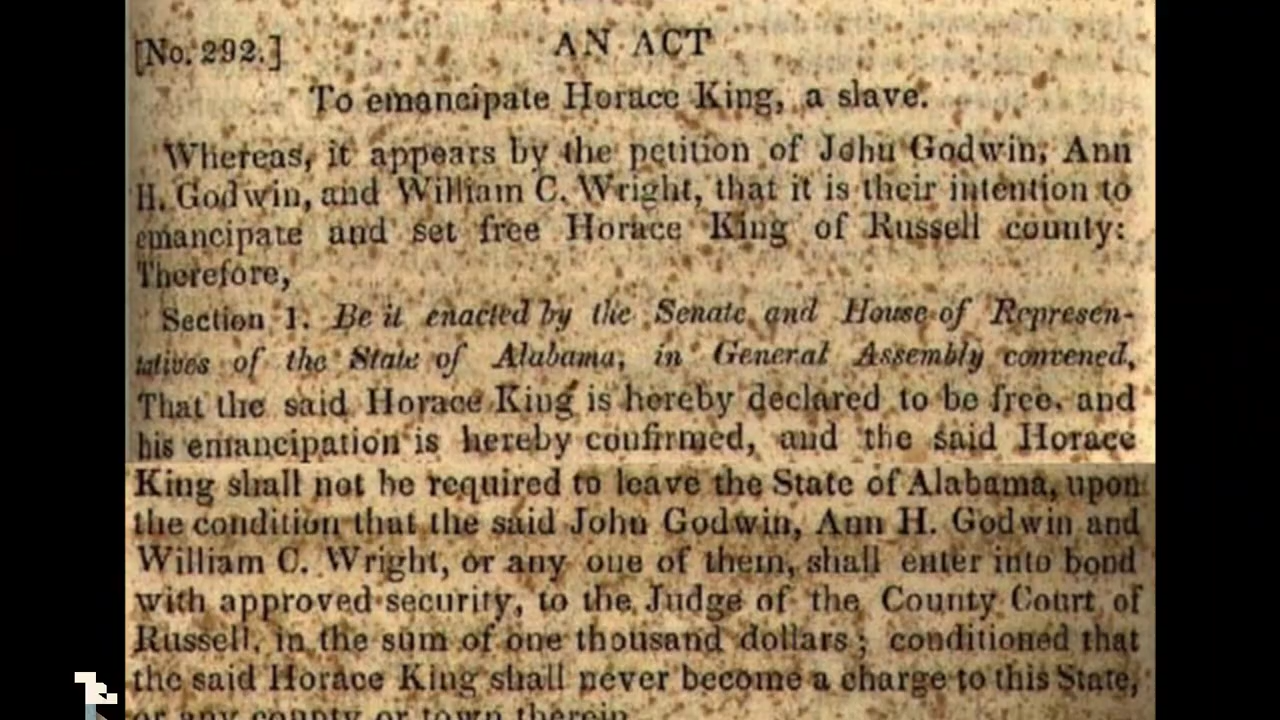 [No. 292.] AN ACT
To emancipate Horace King, a slave.
Whereas, it appears by the petition of John Godwin, Ann
H. Godwin, and William C. Wright, that it is their intention to
emancipate and set free Horace King of Russell county:
Therefore,
Section 1. Be it enacted by the Senate and House of Represen-
tatives of the State of Alabama, in General Assembly convened,
That the said Horace King is hereby declared to be free, and
his emancipation is hereby confirmed, and the said Horace
King shall not be required to leave the State of Alabama, upon
the condition that the said John Godwin, Ann H. Godwin and
William C. Wright, or any one of them, shall enter into bond
with approved security, to the Judge of the County Court of
Russell, in the sum of one thousand dollars; conditioned that
the said Horace King shall never become a charge to this State,
or any county or town therein